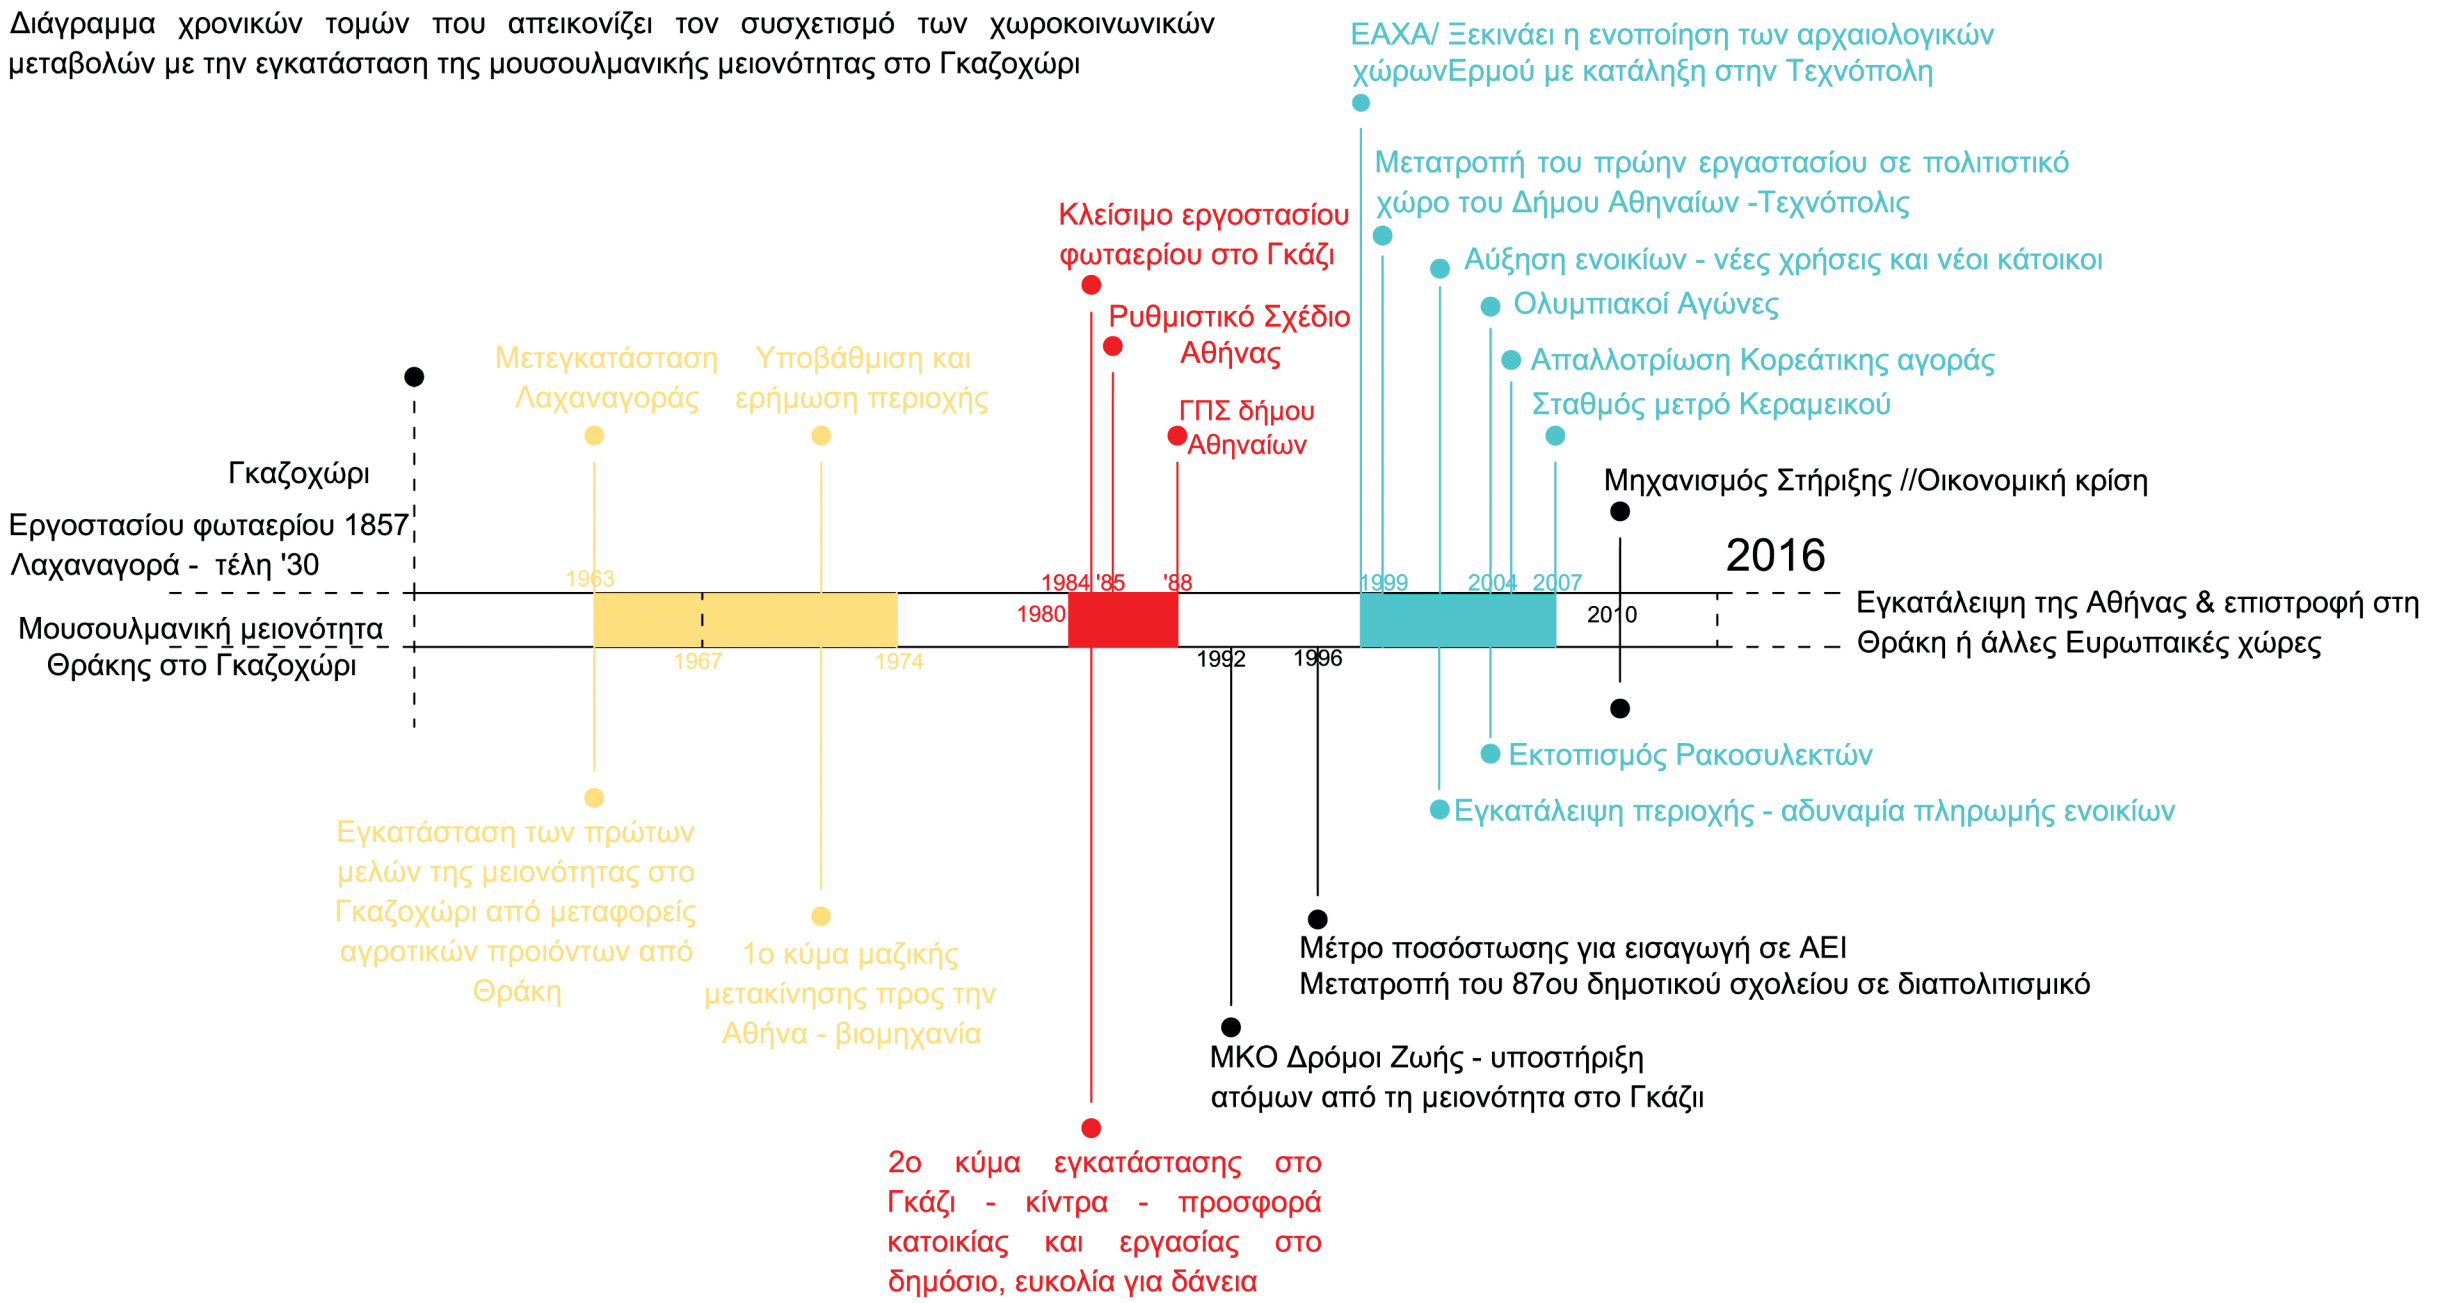 Διάγραμμα χρονικών τομών που απεικονίζει τον συσχετισμό των χωροκοινωνικών
μεταβολών με την εγκατάσταση της μουσουλμανικής μειονότητας στο Γκαζοχώρι
ΕΑΧΑ/ Ξεκινάει η ενοποίηση των αρχαιολογικών
χώρωνΕρμού με κατάληξη στην Τεχνόπολη
Μετατροπή του πρώην εργαστασίου σε πολιτιστικό
χώρο του Δήμου Αθηναίων -Τεχνόπολις
Κλείσιμο εργοστασίου
φωταερίου στο Γκάζι
Αύξηση ενοικίων - νέες χρήσεις και νέοι κάτοικοι
Ολυμπιακοί Αγώνες
Ρυθμιστικό Σχέδιο
Αθήνας
Απαλλοτρίωση Κορεάτικης αγοράς
Σταθμός μετρό Κεραμεικού
Μετεγκατάσταση
Λαχαναγοράς
Υποβάθμιση και
ερήμωση περιοχής
ΓΠΣ δήμου
Αθηναίων
Γκαζοχώρι
Εργοστασίου φωταερίου 1857
Λαχαναγορά - τέλη '30
Μηχανισμός Στήριξης //Οικονομική κρίση
2016
1963
1984 '85
'88
1999
2004
2007
1980
2010
Μουσουλμανική μειονότητα
Θράκης στο Γκαζοχώρι
Εγκατάλειψη της Αθήνας & επιστροφή στη
Θράκη ή άλλες Ευρωπαικές χώρες
1967
1974
1992
1996
Εκτοπισμός Ρακοσυλεκτών
Εγκατάλειψη περιοχής - αδυναμία πληρωμής ενοικίων
Εγκατάσταση των πρώτων
μελών της μειονότητας στο
Γκαζοχώρι από μεταφορείς
αγροτικών προιόντων από
Θράκη
1ο κύμα μαζικής
μετακίνησης προς την
Αθήνα - βιομηχανία
Μέτρο ποσόστωσης για εισαγωγή σε ΑΕΙ
Μετατροπή του 87ου δημοτικού σχολείου σε διαπολιτισμικό
ΜΚΟ Δρόμοι Ζωής - υποστήριξη
ατόμων από τη μειονότητα στο Γκάζιι
2ο κύμα εγκατάστασης στο
Γκάζι - κίντρα - προσφορά
κατοικίας και εργασίας στο
δημόσιο, ευκολία για δάνεια